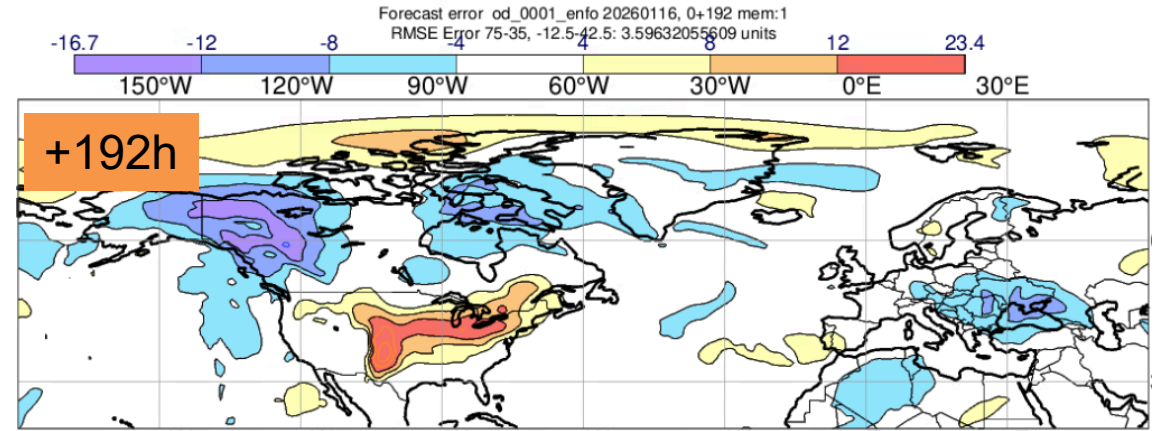 Forecast error od_0001_enfo 20260116, 0+192 mem:1
RMSE Error 75-35, -12.5-42.5: 3.59632055609 units
-16.7 -12 -8 -4 4 8 12 23.4
150°W 120°W 90°W 60°W 30°W 0°E 30°E
+192h